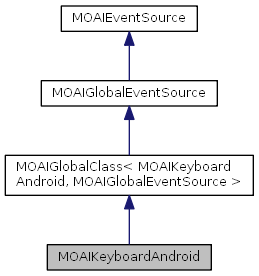 MOAIEventSource
MOAIGlobalEventSource
MOAIGlobalClass< MOAIKeyboard
Android, MOAIGlobalEventSource >
MOAIKeyboardAndroid